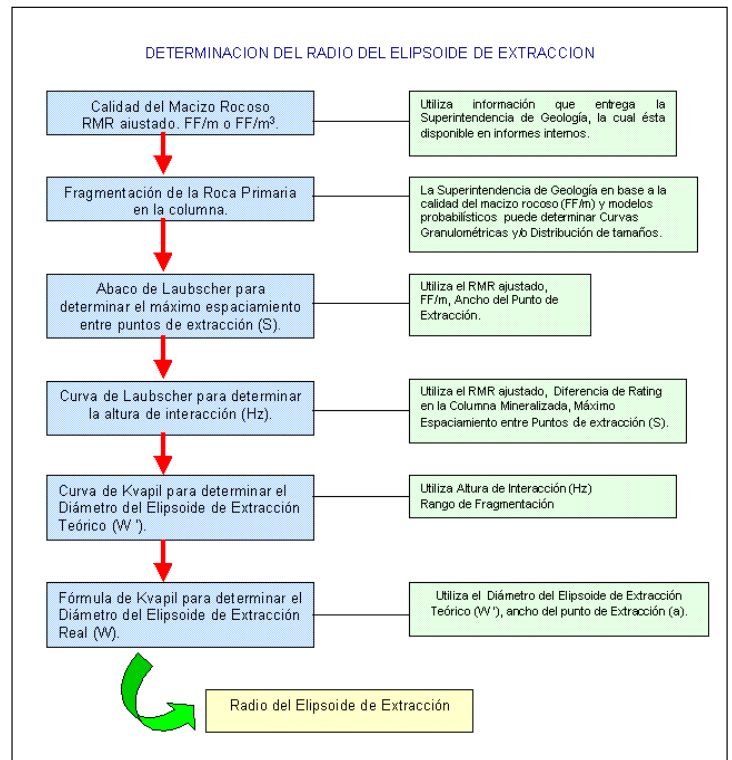 DETERMINACION DEL RADIO DEL ELIPSOIDE DE EXTRACCION
Calidad del Macizo Rocoso
RMR ajustado. FF/m o FF/m³.
Utiliza información que entrega la
Superintendencia de Geología, la cual ésta
disponible en informes internos.
Fragmentación de la Roca Primaria
en la columna.
La Superintendencia de Geología en base a la
calidad del macizo rocoso (FF/m) y modelos
probabilísticos puede determinar Curvas
Granulométricas y/o Distribución de tamaños.
Abaco de Laubscher para
determinar el máximo espaciamiento
entre puntos de extracción (S).
Utiliza el RMR ajustado,
FF/m, Ancho del Punto de
Extracción.
Curva de Laubscher para determinar
la altura de interacción (Hz).
Utiliza el RMR ajustado, Diferencia de Rating
en la Columna Mineralizada, Máximo
Espaciamiento entre Puntos de extracción (S).
Curva de Kvapil para determinar el
Diámetro del Elipsoide de Extracción
Teórico (W ').
Utiliza Altura de Interacción (Hz)
Rango de Fragmentación
Fórmula de Kvapil para determinar el
Diámetro del Elipsoide de Extracción
Real (W).
Utiliza el Diámetro del Elipsoide de Extracción
Teórico (W '), ancho del punto de Extracción (a).
Radio del Elipsoide de Extracción